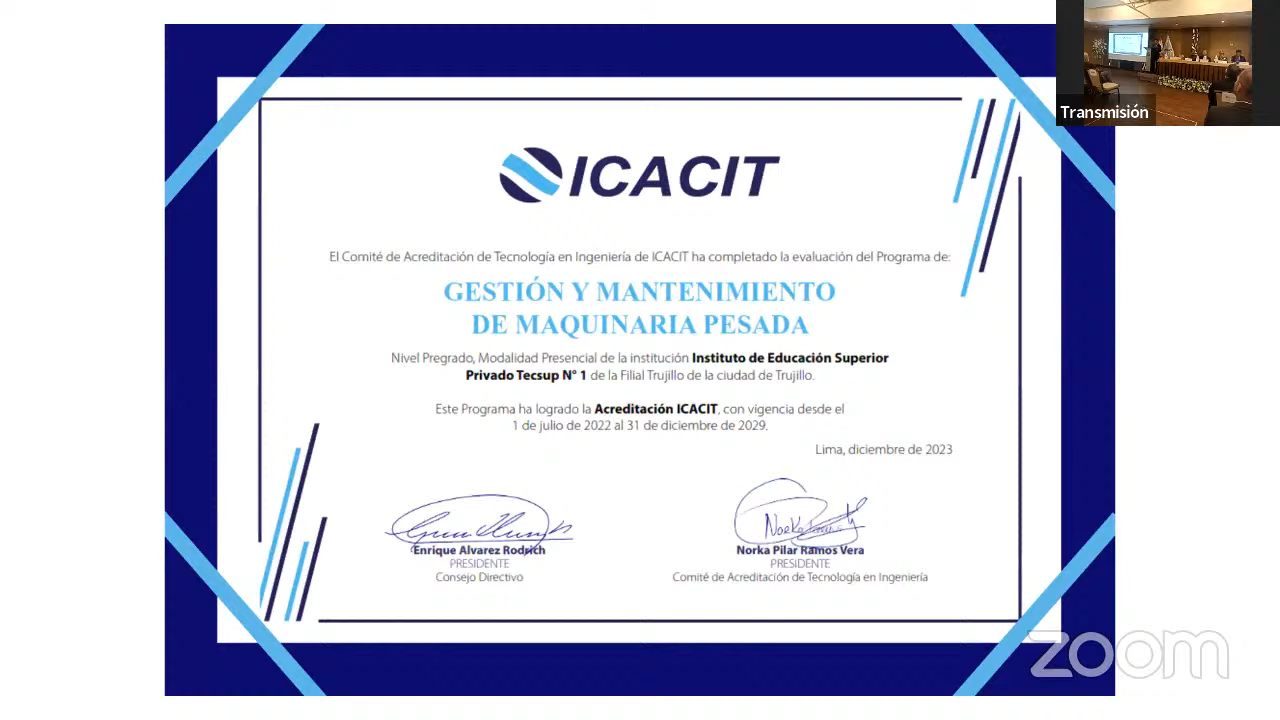 Transmisión
ICACIT
El Comité de Acreditación de Tecnología en Ingeniería de ICACIT ha completado la evaluación del Programa de:
GESTIÓN Y MANTENIMIENTO
DE MAQUINARIA PESADA
Nivel Pregrado, Modalidad Presencial de la institución Instituto de Educación Superior
Privado Tecsup N° 1 de la Filial Trujillo de la ciudad de Trujillo.
Este Programa ha logrado la Acreditación ICACIT, con vigencia desde el
1 de julio de 2022 al 31 de diciembre de 2029.
Lima, diciembre de 2023
Enrique Alvarez Rodrich
PRESIDENTE
Consejo Directivo
Norka Pilar Ramos Vera
PRESIDENTE
Comité de Acreditación de Tecnología en Ingeniería
zoom